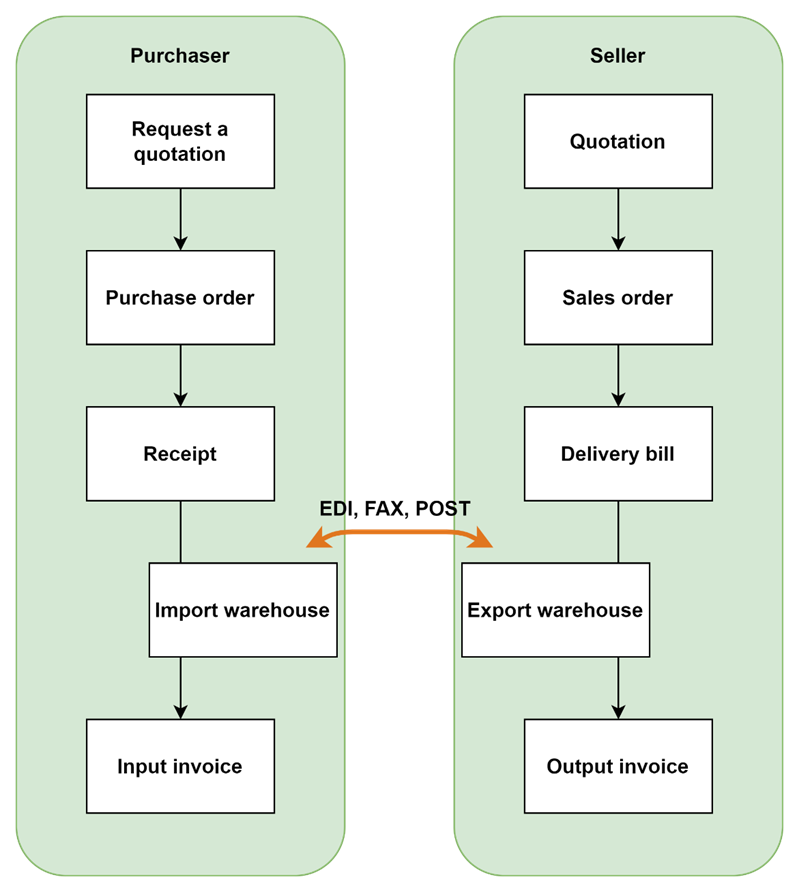 Purchaser
Request a
quotation
Purchase order
Receipt
Import warehouse
Input invoice
EDI, FAX, POST
Seller
Quotation
Sales order
Delivery bill
Export warehouse
Output invoice